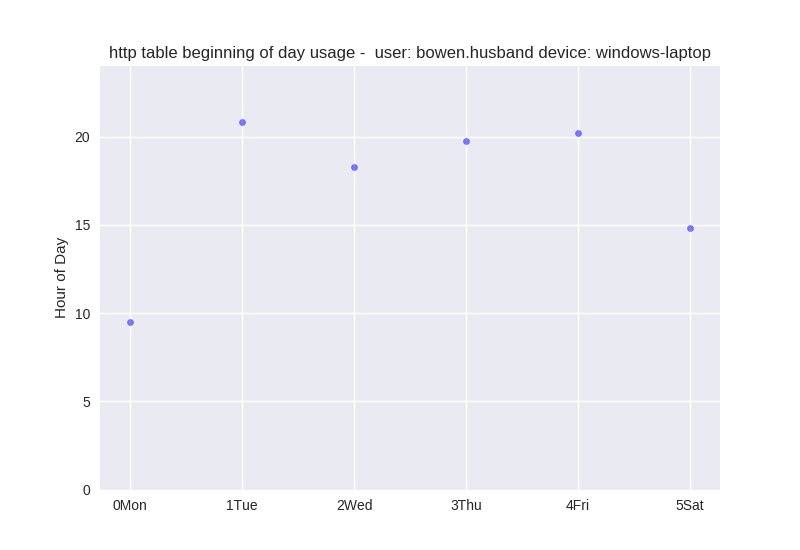 http table beginning of day usage -  user: bowen.husband device: windows-laptop
Hour of Day
20
15
10
5
0
0Mon 1Tue 2Wed 3Thu 4Fri 5Sat